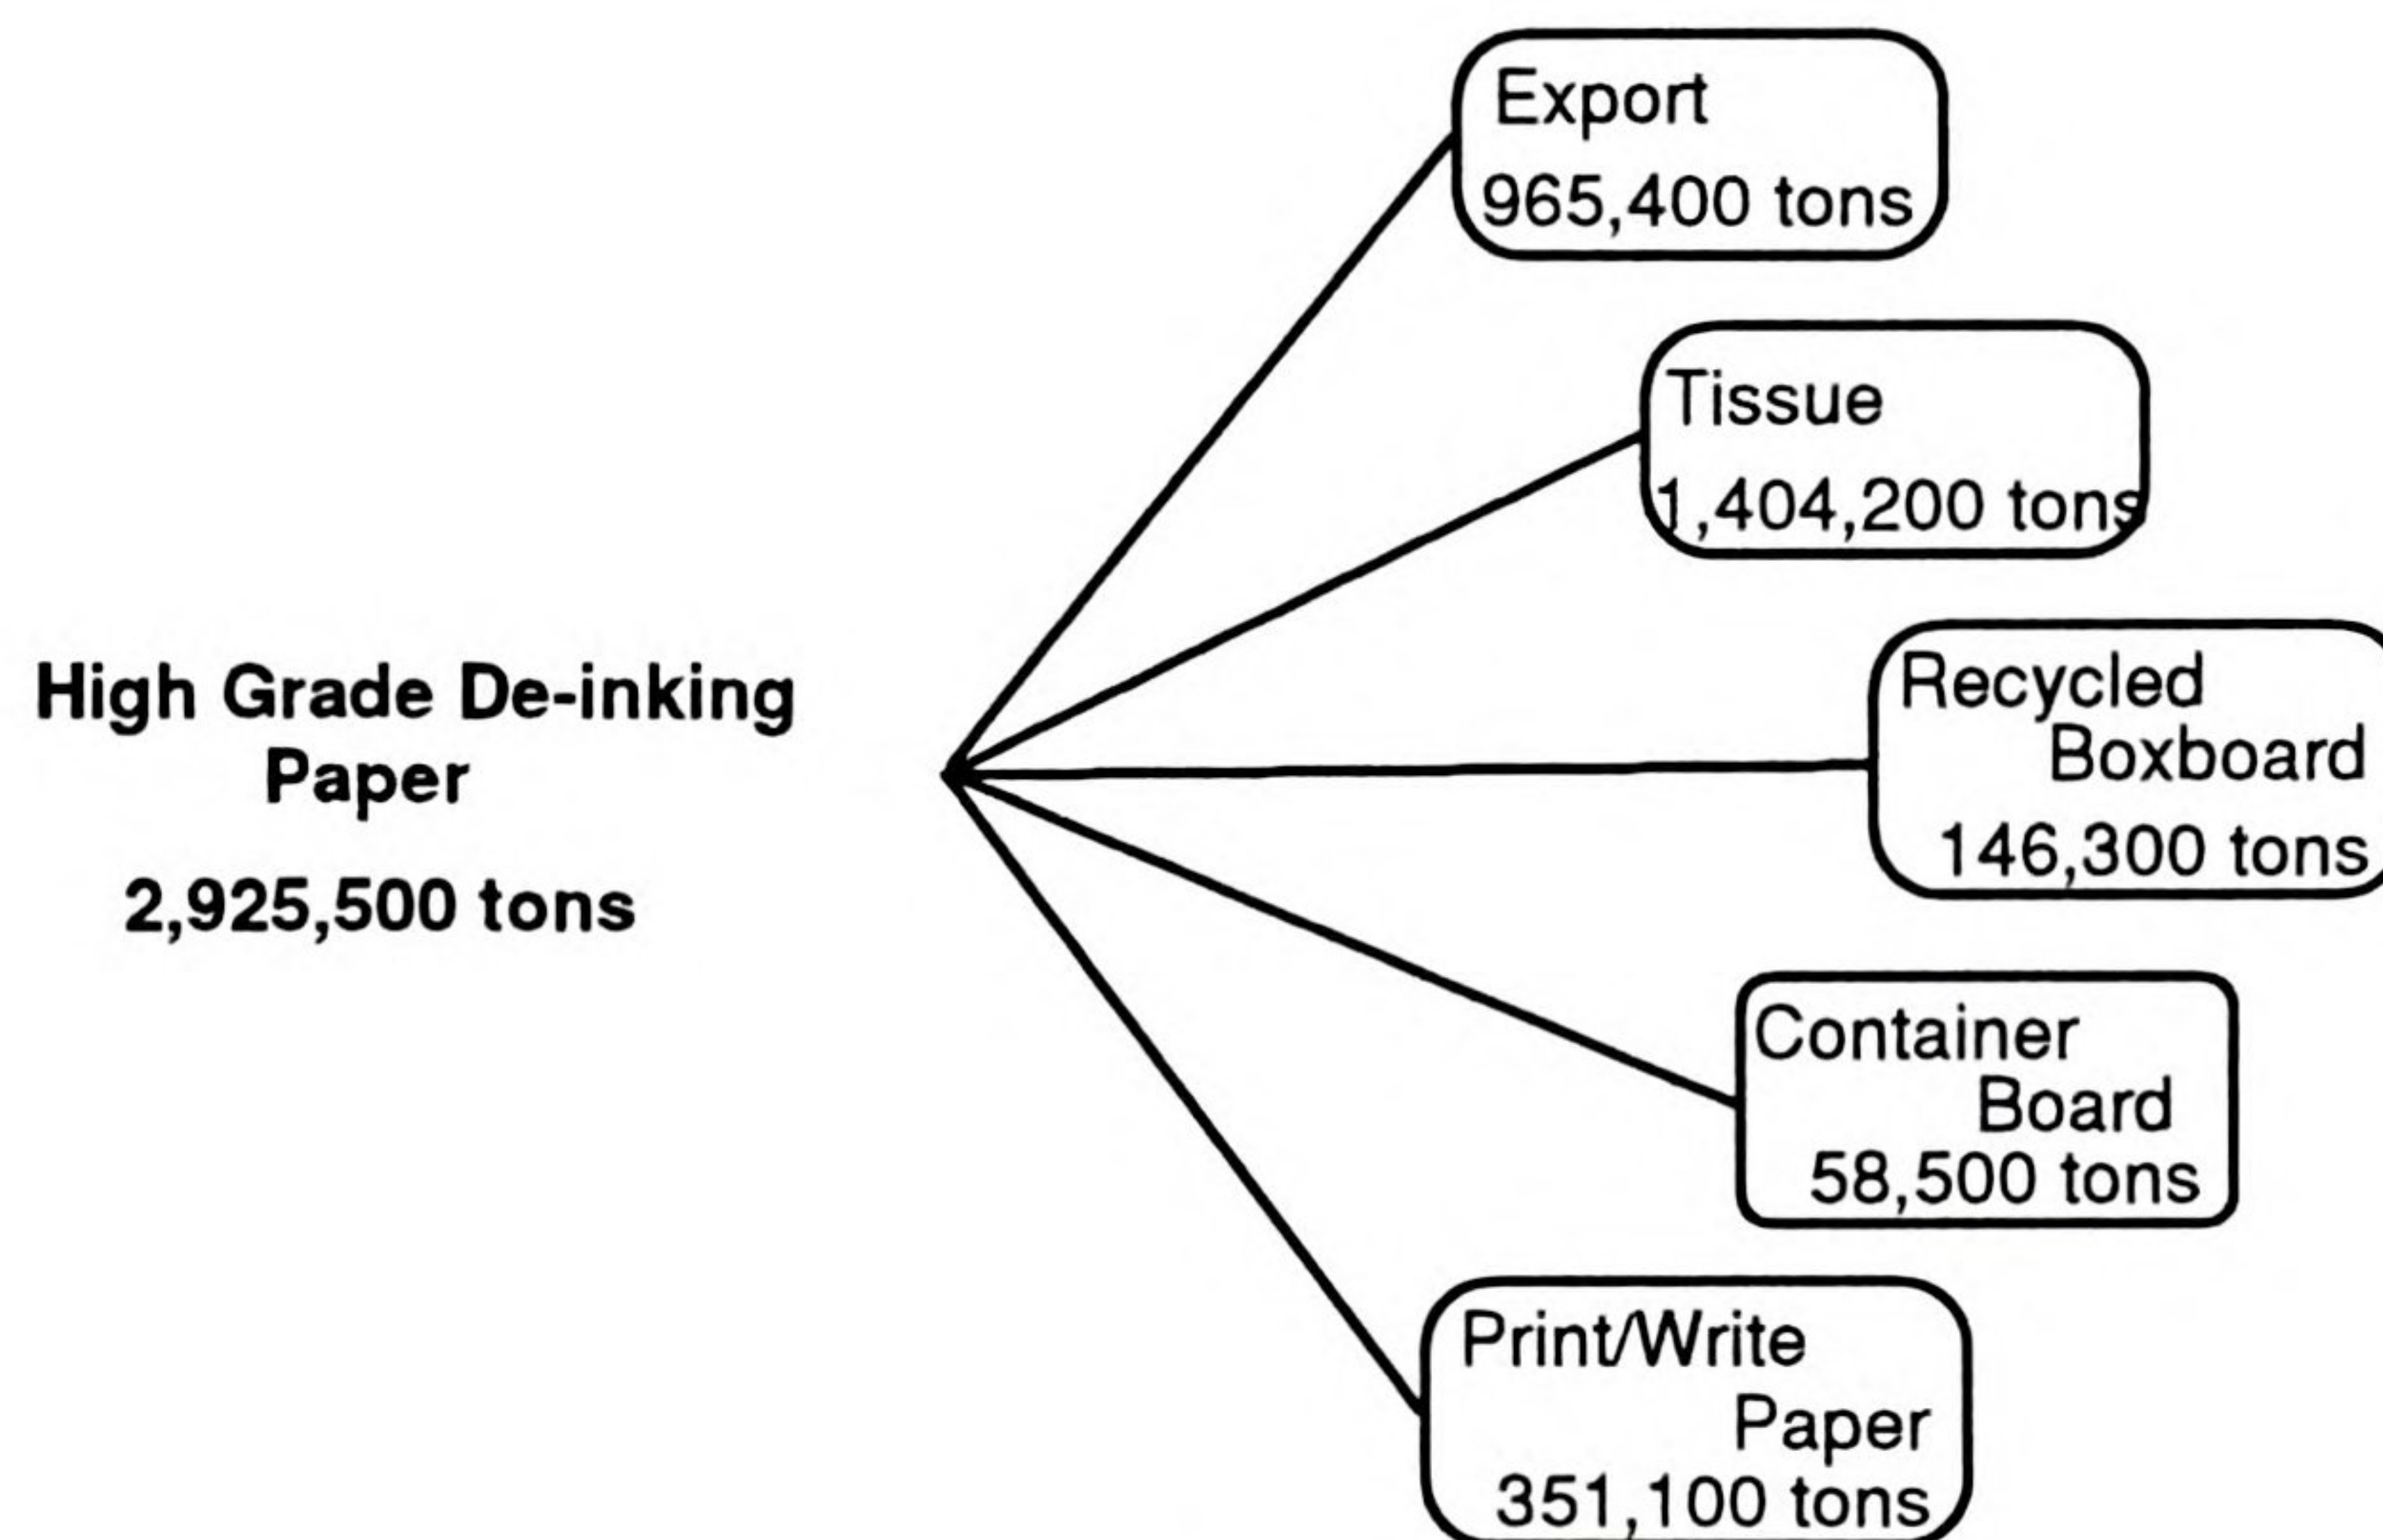 High Grade De-inking
Paper
2,925,500 tons
Export
965,400 tons
Tissue
1,404,200 tons
Recycled
Boxboard
146,300 tons
Container
Board
58,500 tons
Print/Write
Paper
351,100 tons